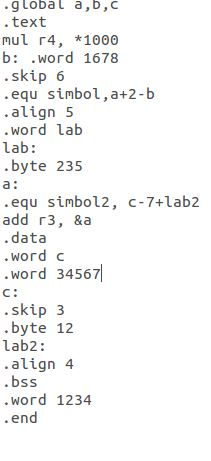 .global a,b,c
.text
mul r4, *1000
b: .word 1678
.skip 6
.equ simbol,a+2-b
.align 5
.word lab
lab:
.byte 235
a:
.equ simbol2, c-7+lab2
add r3, &a
.data
.word c
.word 34567
c:
.skip 3
.byte 12
lab2:
.align 4
.bss
.word 1234
.end